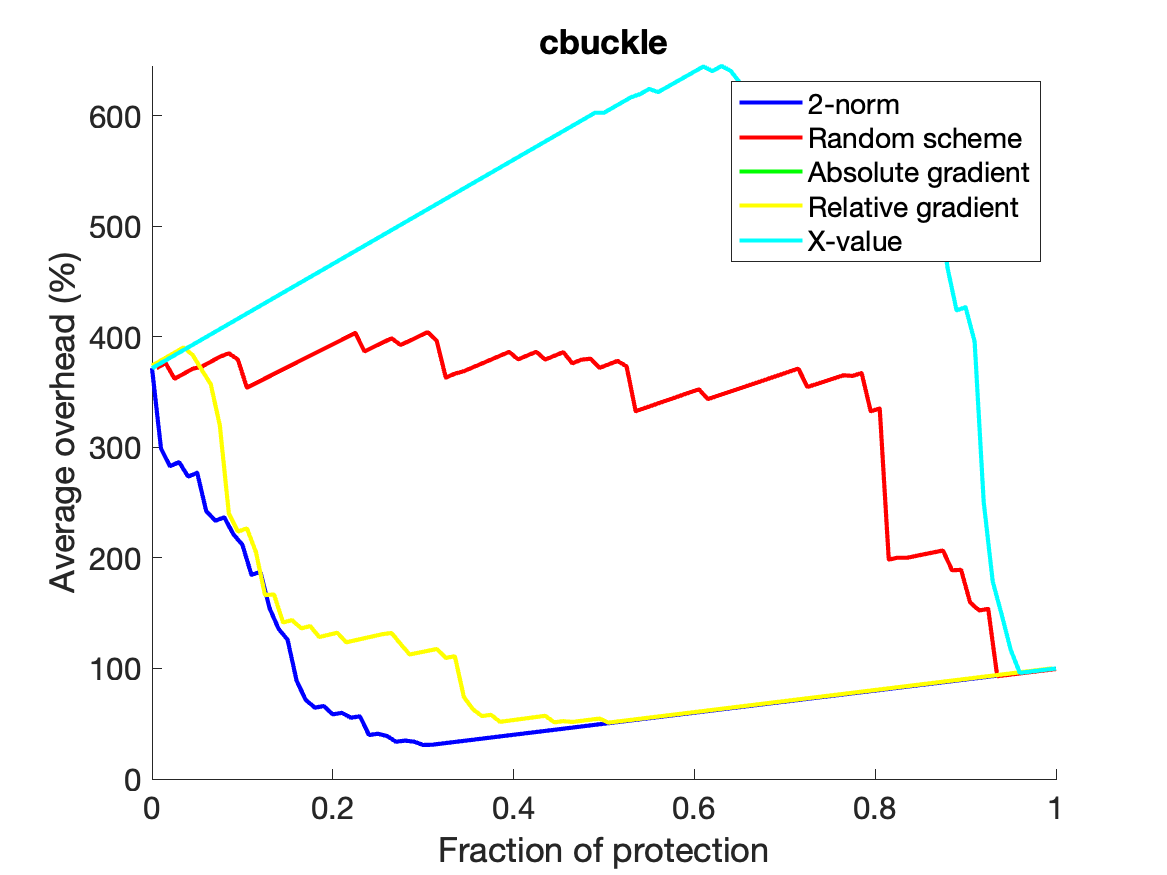 cbuckle
2-norm
Random scheme
Absolute gradient
Relative gradient
X-value
Average overhead (%)
600
500
400
300
200
100
0
0 0.2 0.4 0.6 0.8 1
Fraction of protection